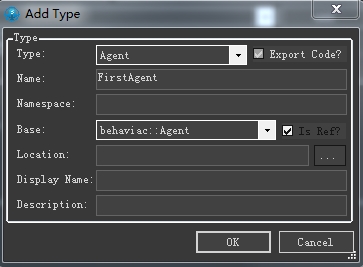 Add Type
Type
Type: Agent Export Code?
Name: FirstAgent
Namespace:
Base: behaviac::Agent Is Ref?
Location: ...
Display Name:
Description:
OK Cancel